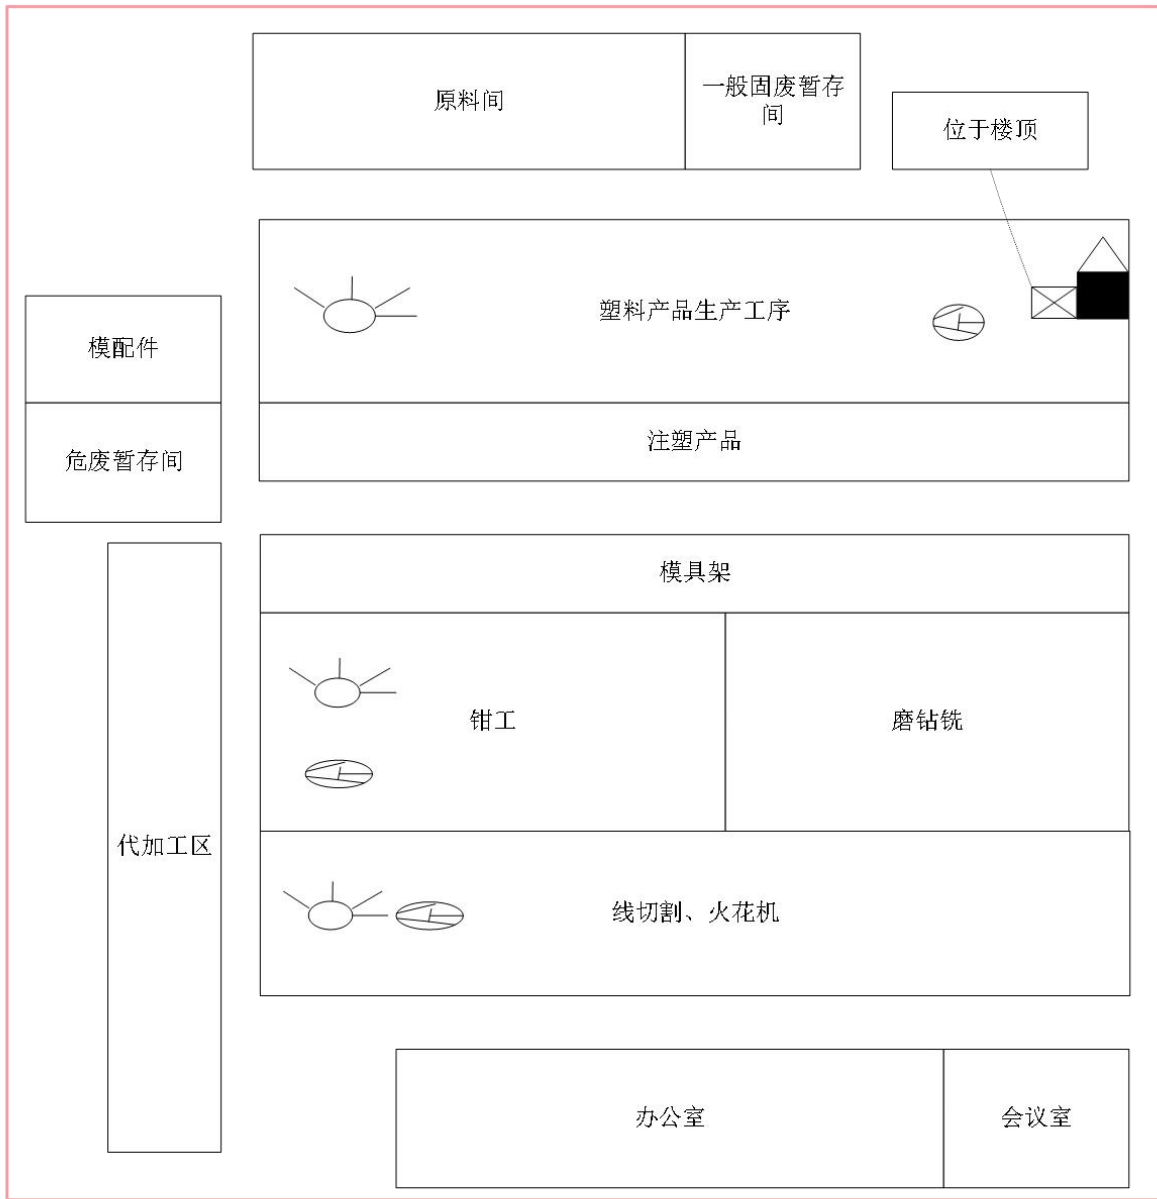 原料间
一般固废暂存
间
位于楼顶
塑料产品生产工序
模配件
注塑产品
危废暂存间
模具架
钳工
磨钻铣
代加工区
线切割、火花机
办公室
会议室